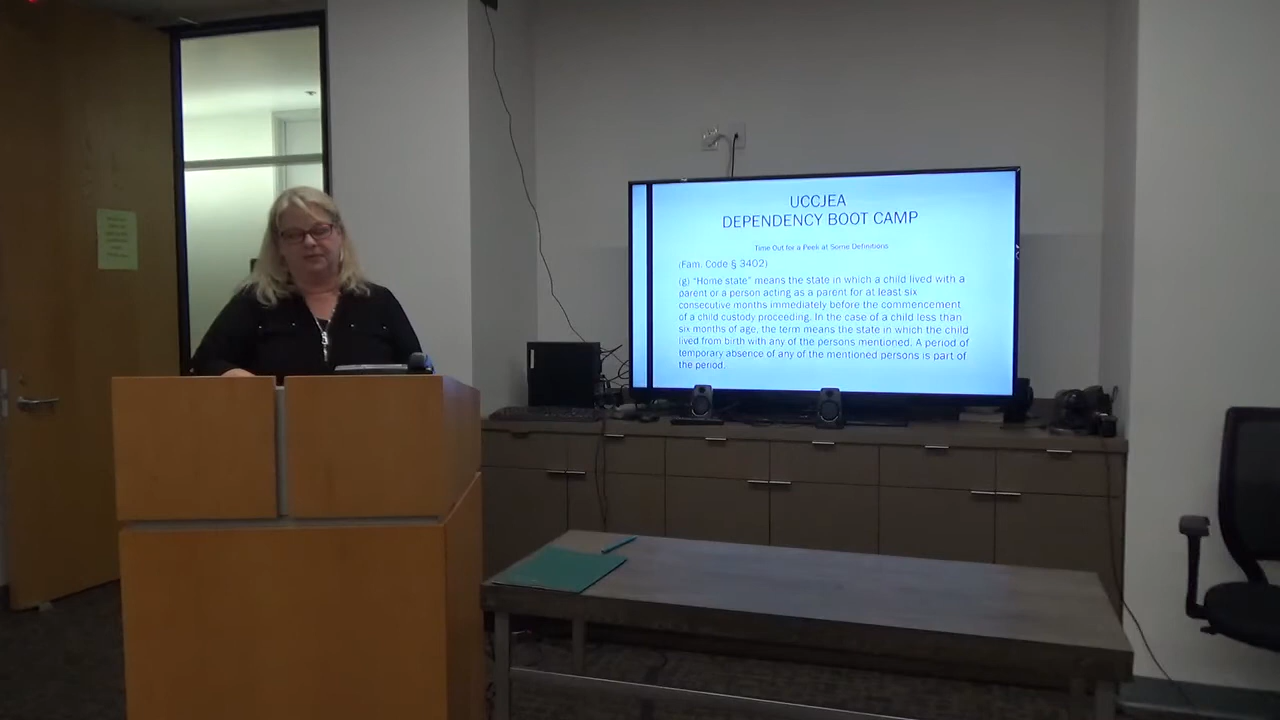 UCCJEA
DEPENDENCY BOOT CAMP
Time Out for a Peek at Some Definitions
(Fam. Code § 3402)
(g) “Home state” means the state in which a child lived with a
parent or a person acting as a parent for at least six
consecutive months immediately before the commencement
of a child custody proceeding. In the case of a child less than
six months of age, the term means the state in which the child
lived from birth with any of the persons mentioned. A period of
temporary absence of any of the mentioned persons is part of
the period.